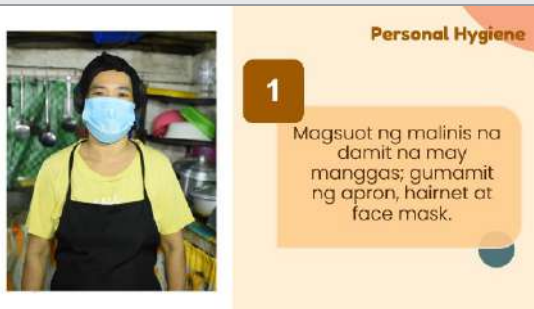 Personal Hygiene
1
Magsuot ng malinis na
damit na may
manggas; gumamit
ng apron, hairnet at
face mask.